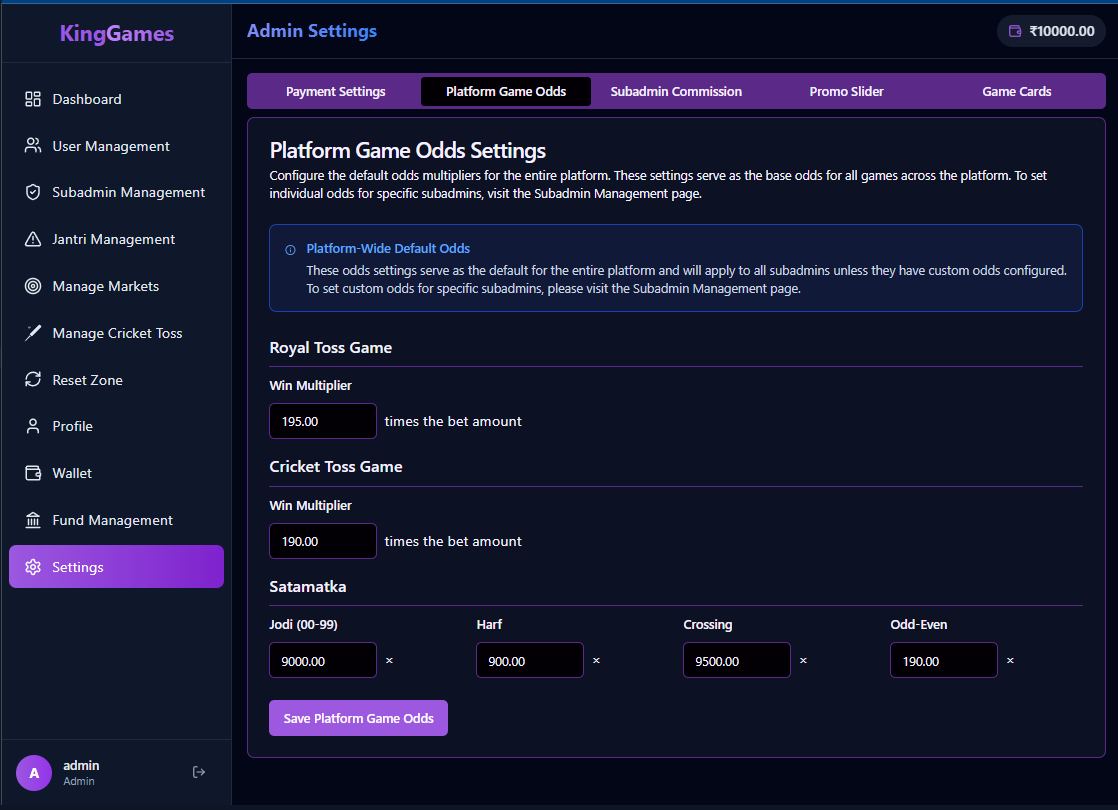 KingGames
Admin Settings
₹10000.00
Dashboard
User Management
Subadmin Management
Jantri Management
Manage Markets
Manage Cricket Toss
Reset Zone
Profile
Wallet
Fund Management
Settings
A
admin
Admin
Payment Settings
Platform Game Odds
Subadmin Commission
Promo Slider
Game Cards
Platform Game Odds Settings
Configure the default odds multipliers for the entire platform. These settings serve as the base odds for all games across the platform. To set
individual odds for specific subadmins, visit the Subadmin Management page.
Platform-Wide Default Odds
These odds settings serve as the default for the entire platform and will apply to all subadmins unless they have custom odds configured.
To set custom odds for specific subadmins, please visit the Subadmin Management page.
Royal Toss Game
Win Multiplier
195.00 times the bet amount
Cricket Toss Game
Win Multiplier
190.00 times the bet amount
Satamatka
Jodi (00-99) Harf Crossing Odd-Even
9000.00 × 900.00 × 9500.00 × 190.00 ×
Save Platform Game Odds